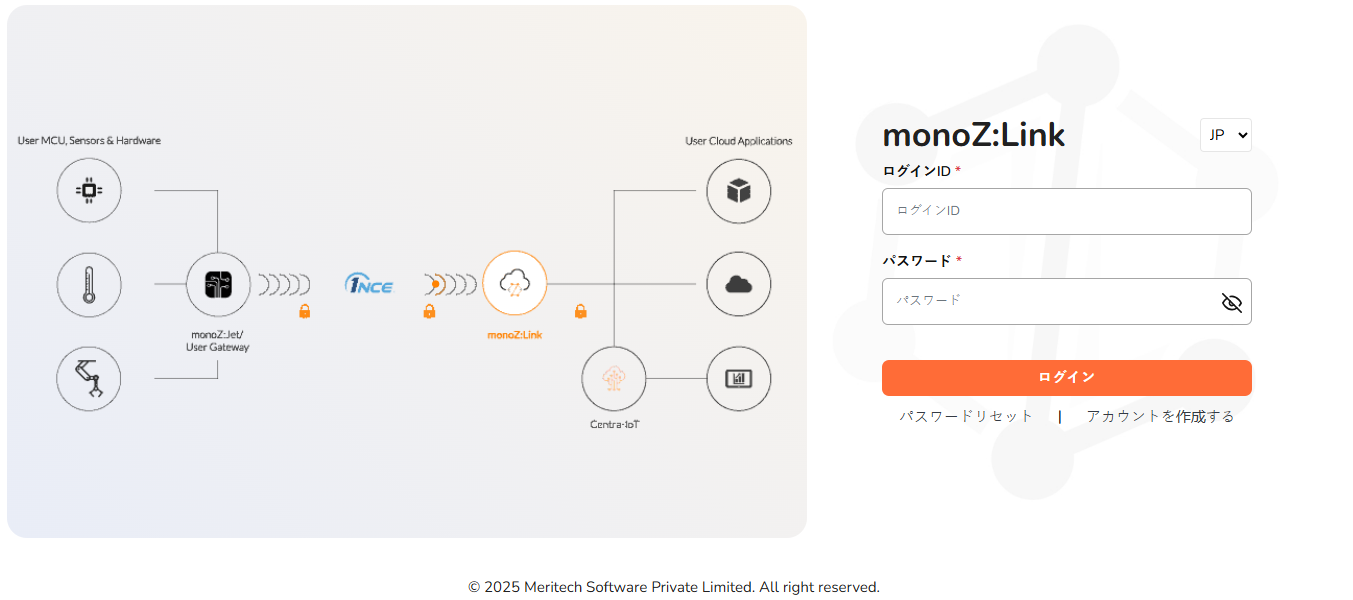 User MCU, Sensors & Hardware
User Cloud Applications
1NCE
monoZ:Jet/
User Gateway
monoZ:Link
Centra-IoT
monoZ:Link
JP
ログインID *
ログインID
パスワード *
パスワード
ログイン
パスワードリセット | アカウントを作成する
© 2025 Meritech Software Private Limited. All right reserved.